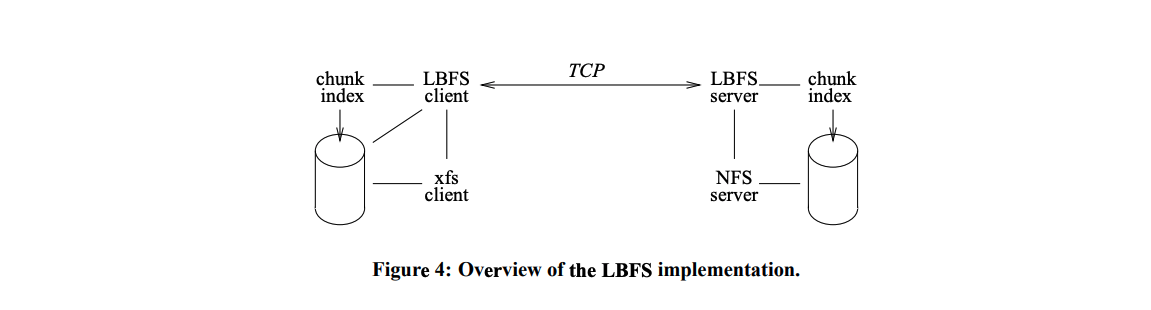 TCP
chunk
index
LBFS
client
LBFS
server
chunk
index
xfs
client
NFS
server
Figure 4: Overview of the LBFS implementation.